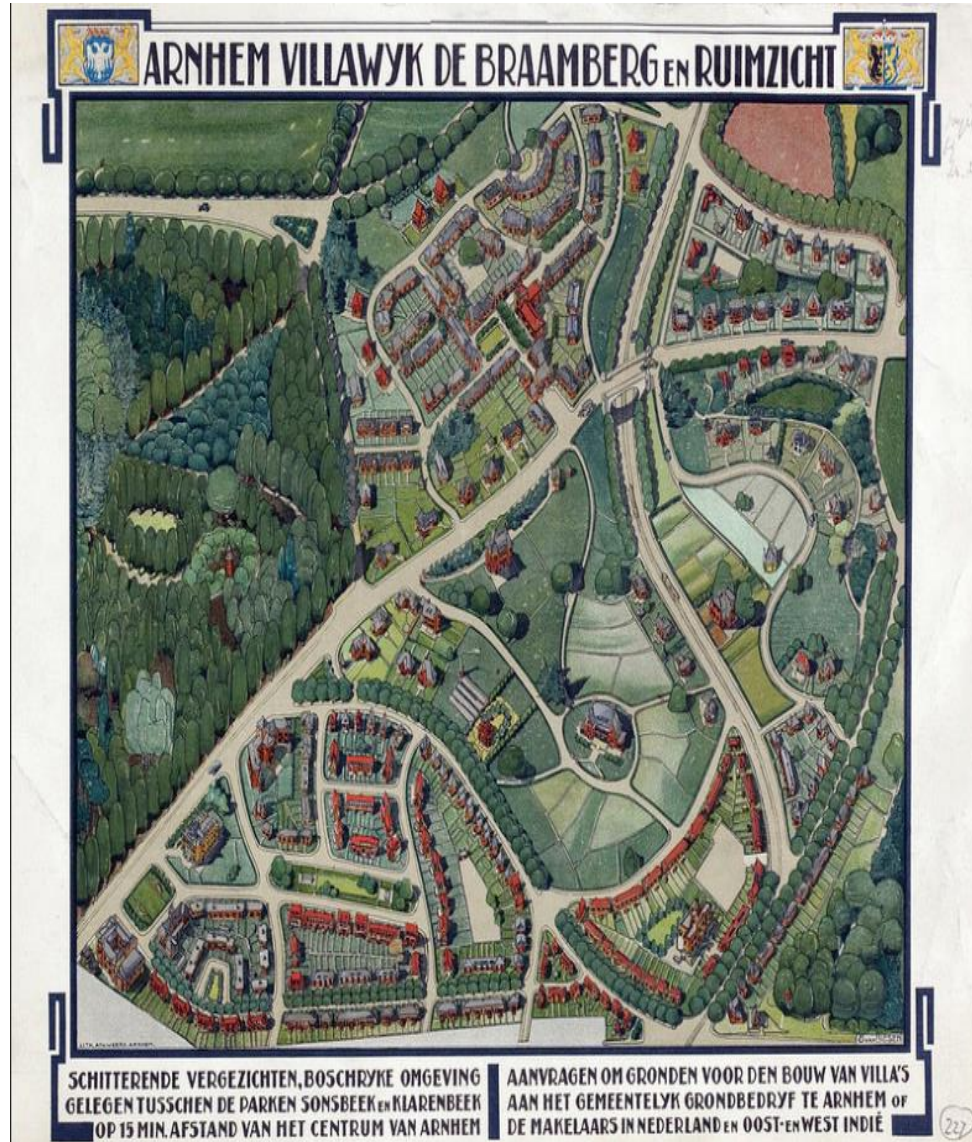 ARNHEM VILLAWYK DE BRAAMBERG EN RUIMZICHT
SCHITTERENDE VERGEZICHTEN, BOSCHRYKE OMGEVING
GELEGEN TUSSCHEN DE PARKEN SONSBEEK EN KLARENBEEK
OP 15 MIN. AFSTAND VAN HET CENTRUM VAN ARNHEM
AANVRAGEN OM GRONDEN VOOR DEN BOUW VAN VILLA'S
AAN HET GEMEENTELYK GRONDBEDRYF TE ARNHEM OF
DE MAKELAARS IN NEDERLAND EN OOST- EN WEST INDIË
227